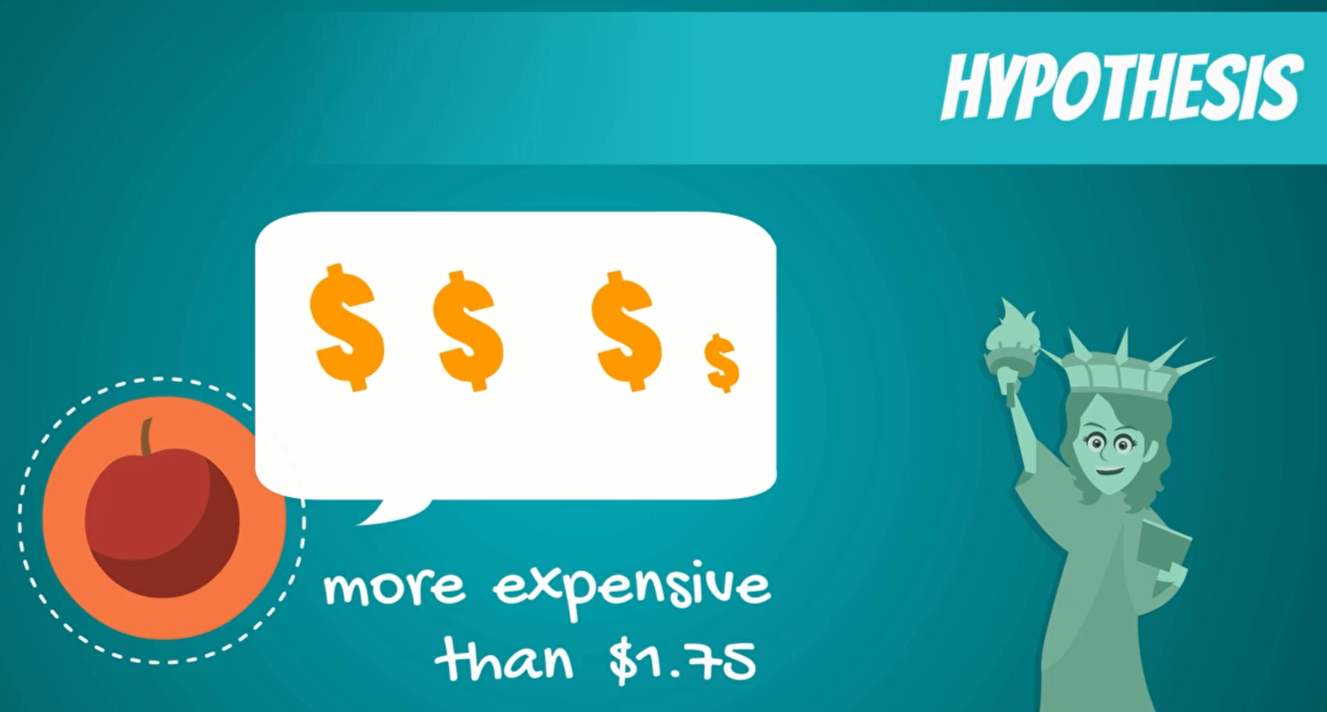 HYPOTHESIS
$ $ $ $
more expensive
than $1.75